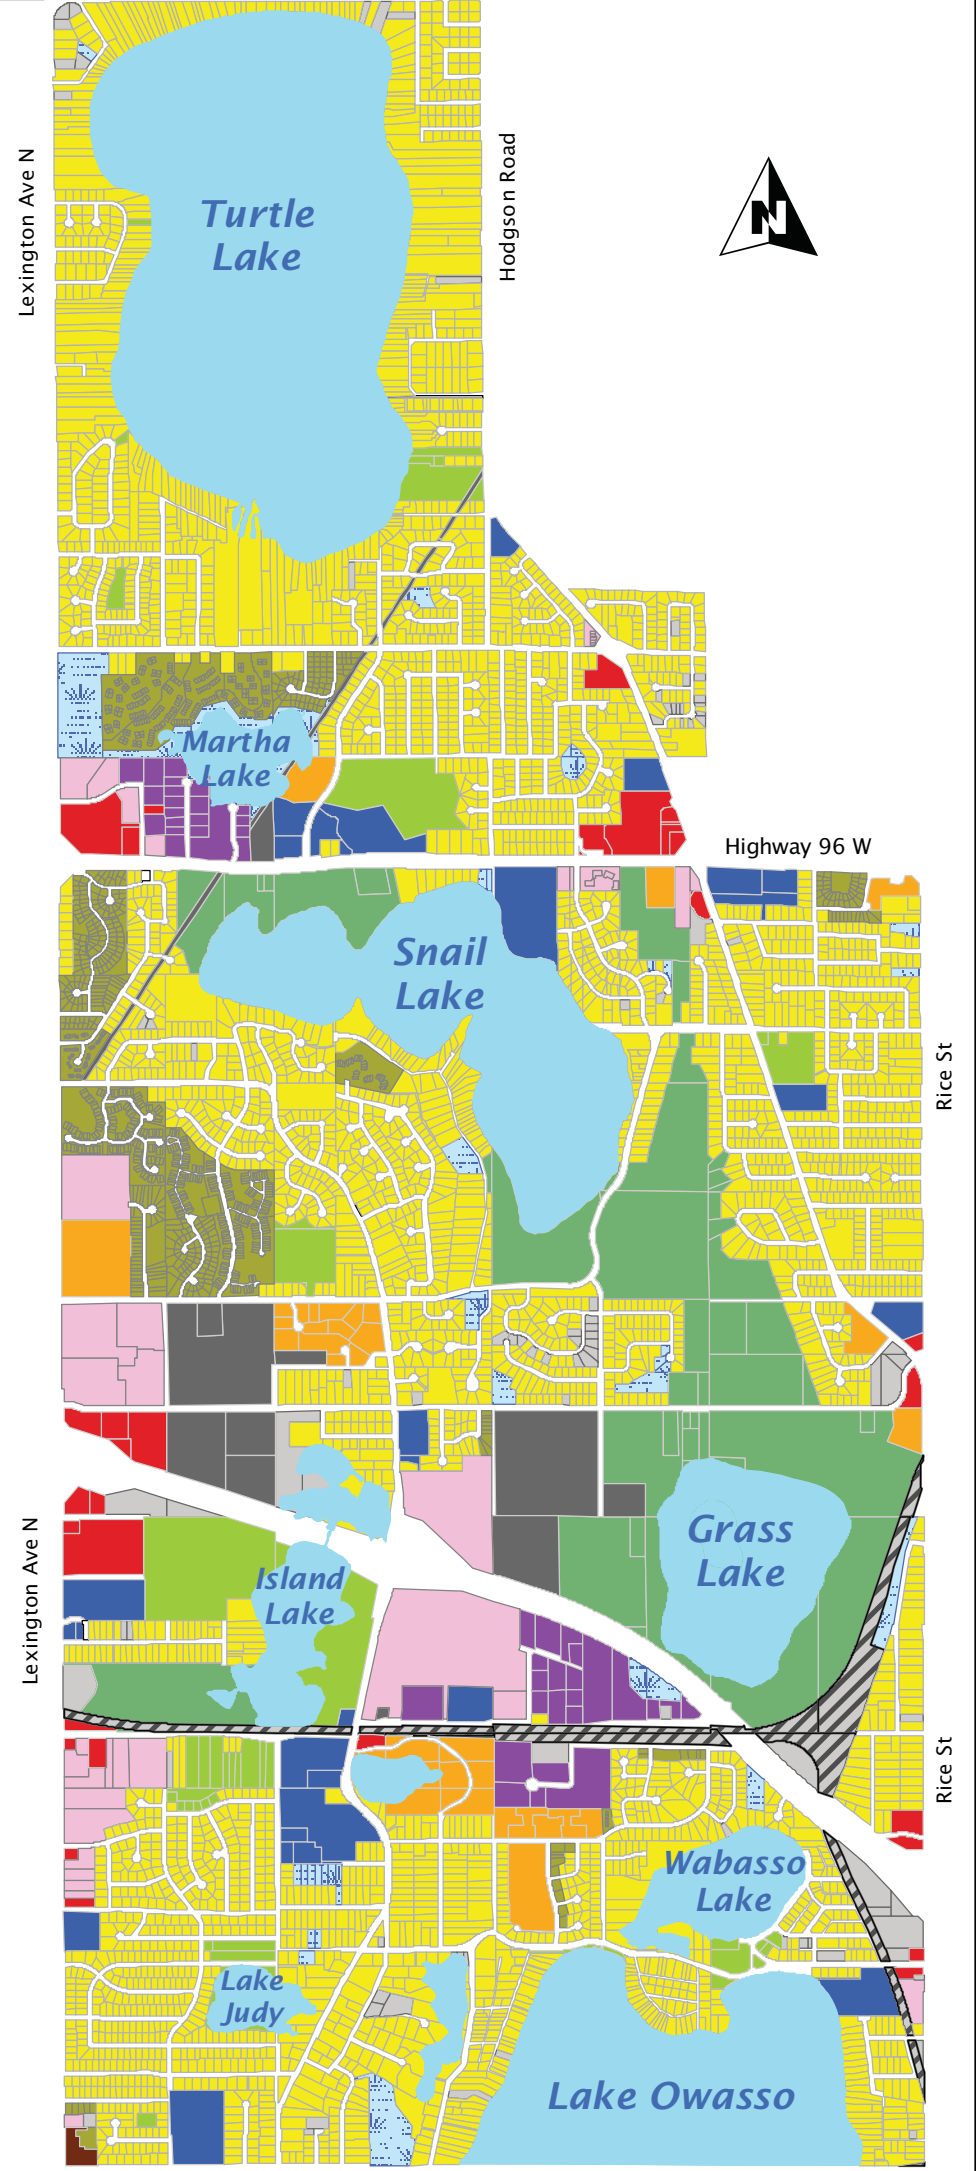 Lexington Ave N
Hodgson Road
N
Turtle
Lake
Martha
Lake
Highway 96 W
Snail
Lake
Rice St
Lexington Ave N
Grass
Lake
Island
Lake
Rice St
Wabasso
Lake
Lake
Judy
Lake Owasso